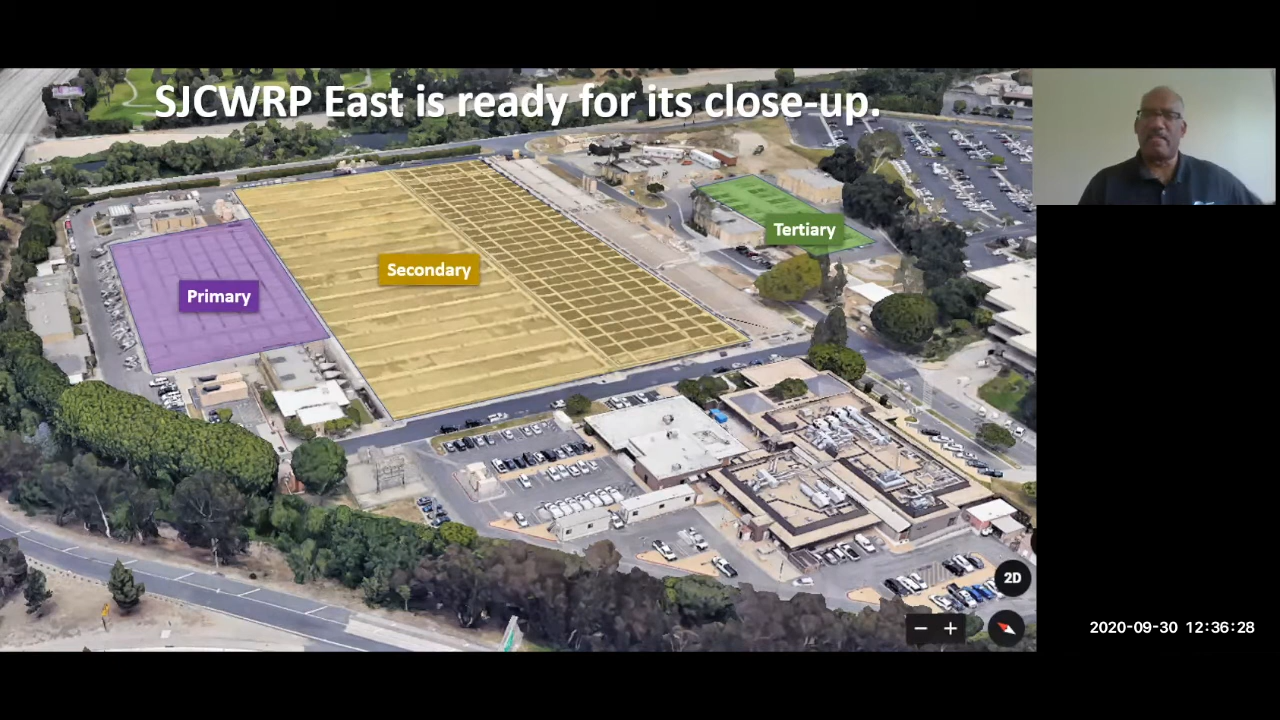 SJCWRP East is ready for its close-up.
Tertiary
Secondary
Primary
2D
2020-09-30 12:36:28